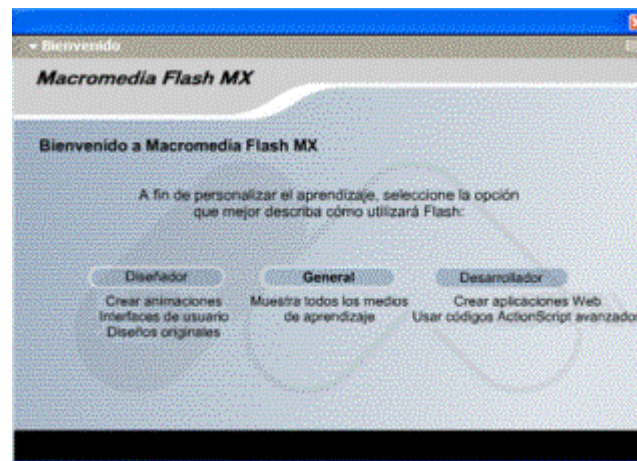 Bienvenido
Macromedia Flash MX
Bienvenido a Macromedia Flash MX
A fin de personalizar el aprendizaje, seleccione la opción
que mejor describa cómo utilizará Flash:
Diseñador
Crear animaciones
Interfaces de usuario
Diseños originales
General
Muestra todos los medios
de aprendizaje
Desarrollador
Crear aplicaciones Web
Usar códigos ActionScript avanzados